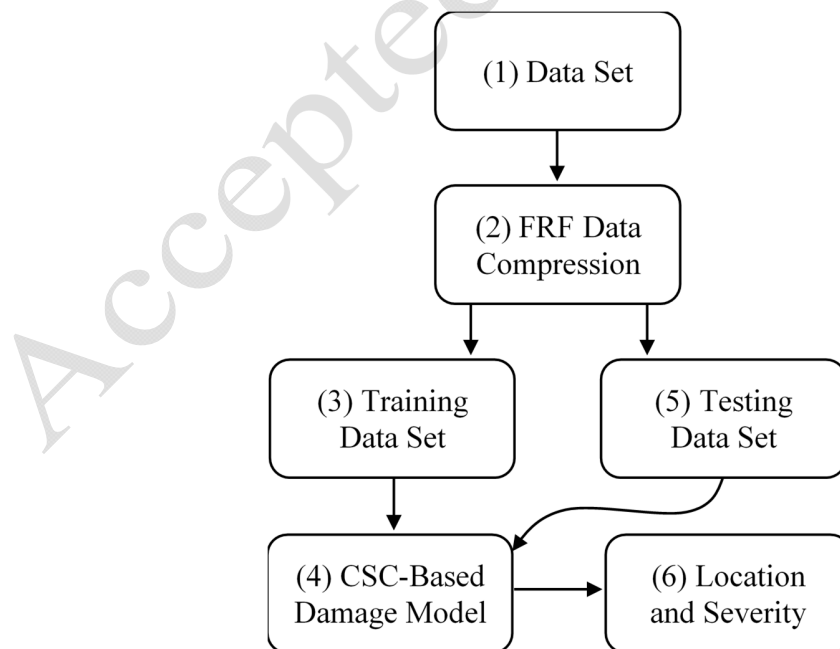 (1) Data Set
(2) FRF Data
Compression
(3) Training
Data Set
(5) Testing
Data Set
(4) CSC-Based
Damage Model
(6) Location
and Severity
Accepted